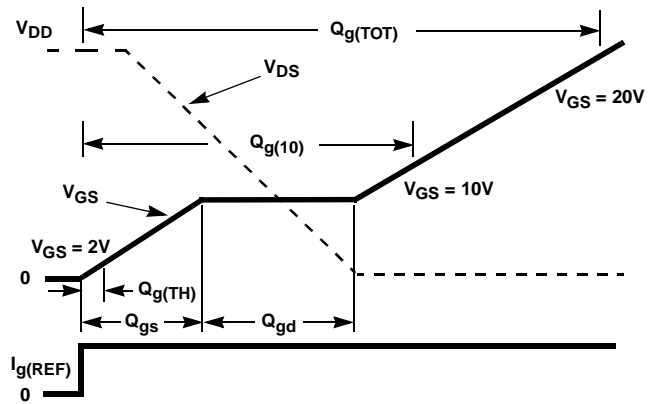 VDD
Qg(TOT)
VDS
VGS = 20V
Qg(10)
VGS
VGS = 10V
VGS = 2V
0
Qg(TH)
Qgs
Qgd
Ig(REF)
0